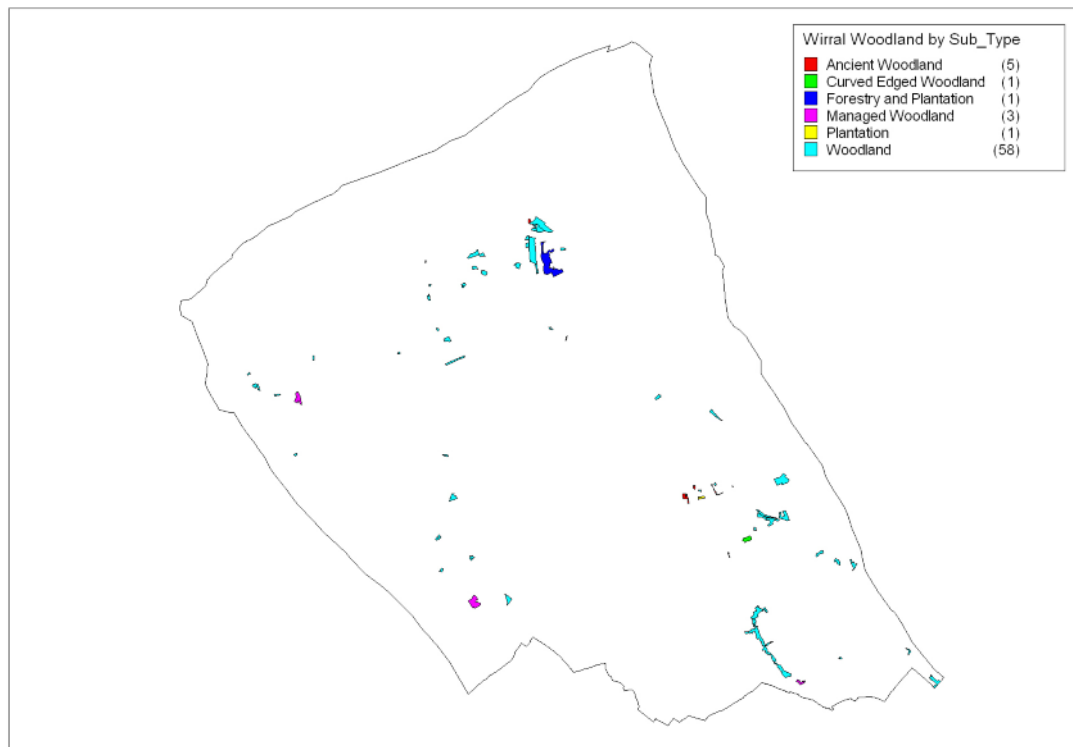 Wirral Woodland by Sub_Type
Ancient Woodland (5)
Curved Edged Woodland (1)
Forestry and Plantation (1)
Managed Woodland (3)
Plantation (1)
Woodland (58)